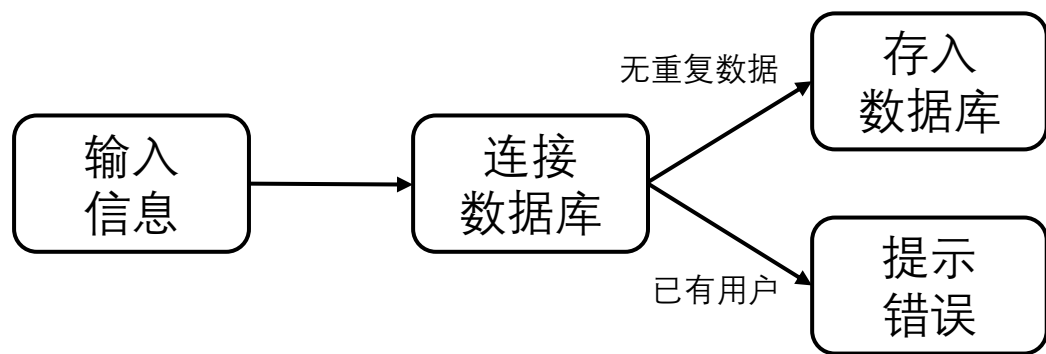 输入
信息
连接
数据库
无重复数据
存入
数据库
已有用户
提示
错误